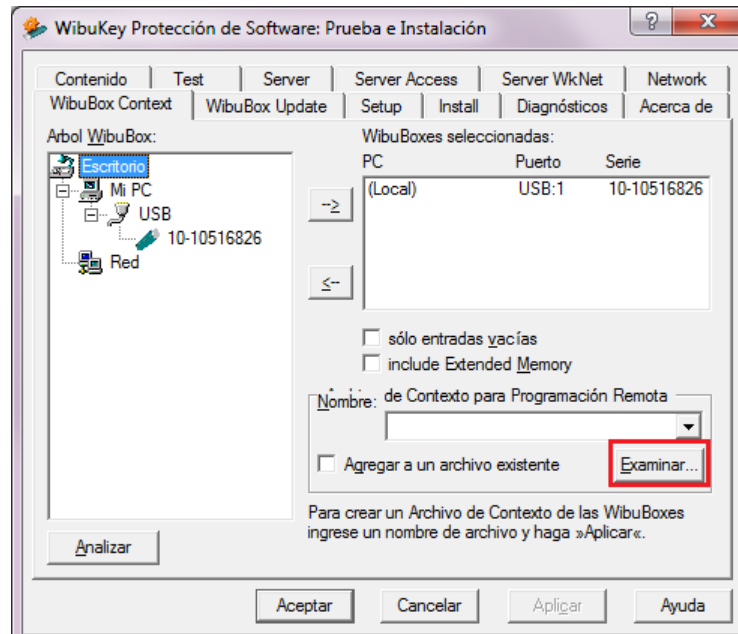 WibuKey Protección de Software: Prueba e Instalación
Contenido Test Server Server Access Server WkNet Network
WibuBox Context WibuBox Update Setup Install Diagnósticos Acerca de
Arbol WibuBox:
Escritorio
Mi PC
USB
10-10516826
Red
Analizar
-->
<--
WibuBoxes seleccionadas:
PC Puerto Serie
(Local) USB:1 10-10516826
sólo entradas vacías
include Extended Memory
de Contexto para Programación Remota
Nombre:
Agregar a un archivo existente Examinar...
Para crear un Archivo de Contexto de las WibuBoxes
ingrese un nombre de archivo y haga »Aplicar«.
Aceptar Cancelar Aplicar Ayuda